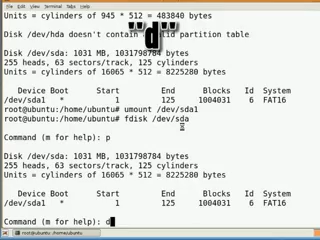 File Edit View Terminal Tabs Help
Units = cylinders of 945 * 512 = 483840 bytes
"d"
Disk /dev/hda doesn't contain a valid partition table
Disk /dev/sda: 1031 MB, 1031798784 bytes
255 heads, 63 sectors/track, 125 cylinders
Units = cylinders of 16065 * 512 = 8225280 bytes
Device Boot Start End Blocks Id System
/dev/sda1 * 1 125 1004031 6 FAT16
root@ubuntu:/home/ubuntu# umount /dev/sda1
root@ubuntu:/home/ubuntu# fdisk /dev/sda
Command (m for help): p
Disk /dev/sda: 1031 MB, 1031798784 bytes
255 heads, 63 sectors/track, 125 cylinders
Units = cylinders of 16065 * 512 = 8225280 bytes
Device Boot Start End Blocks Id System
/dev/sda1 * 1 125 1004031 6 FAT16
Command (m for help): d
root@ubuntu: /home/ubuntu